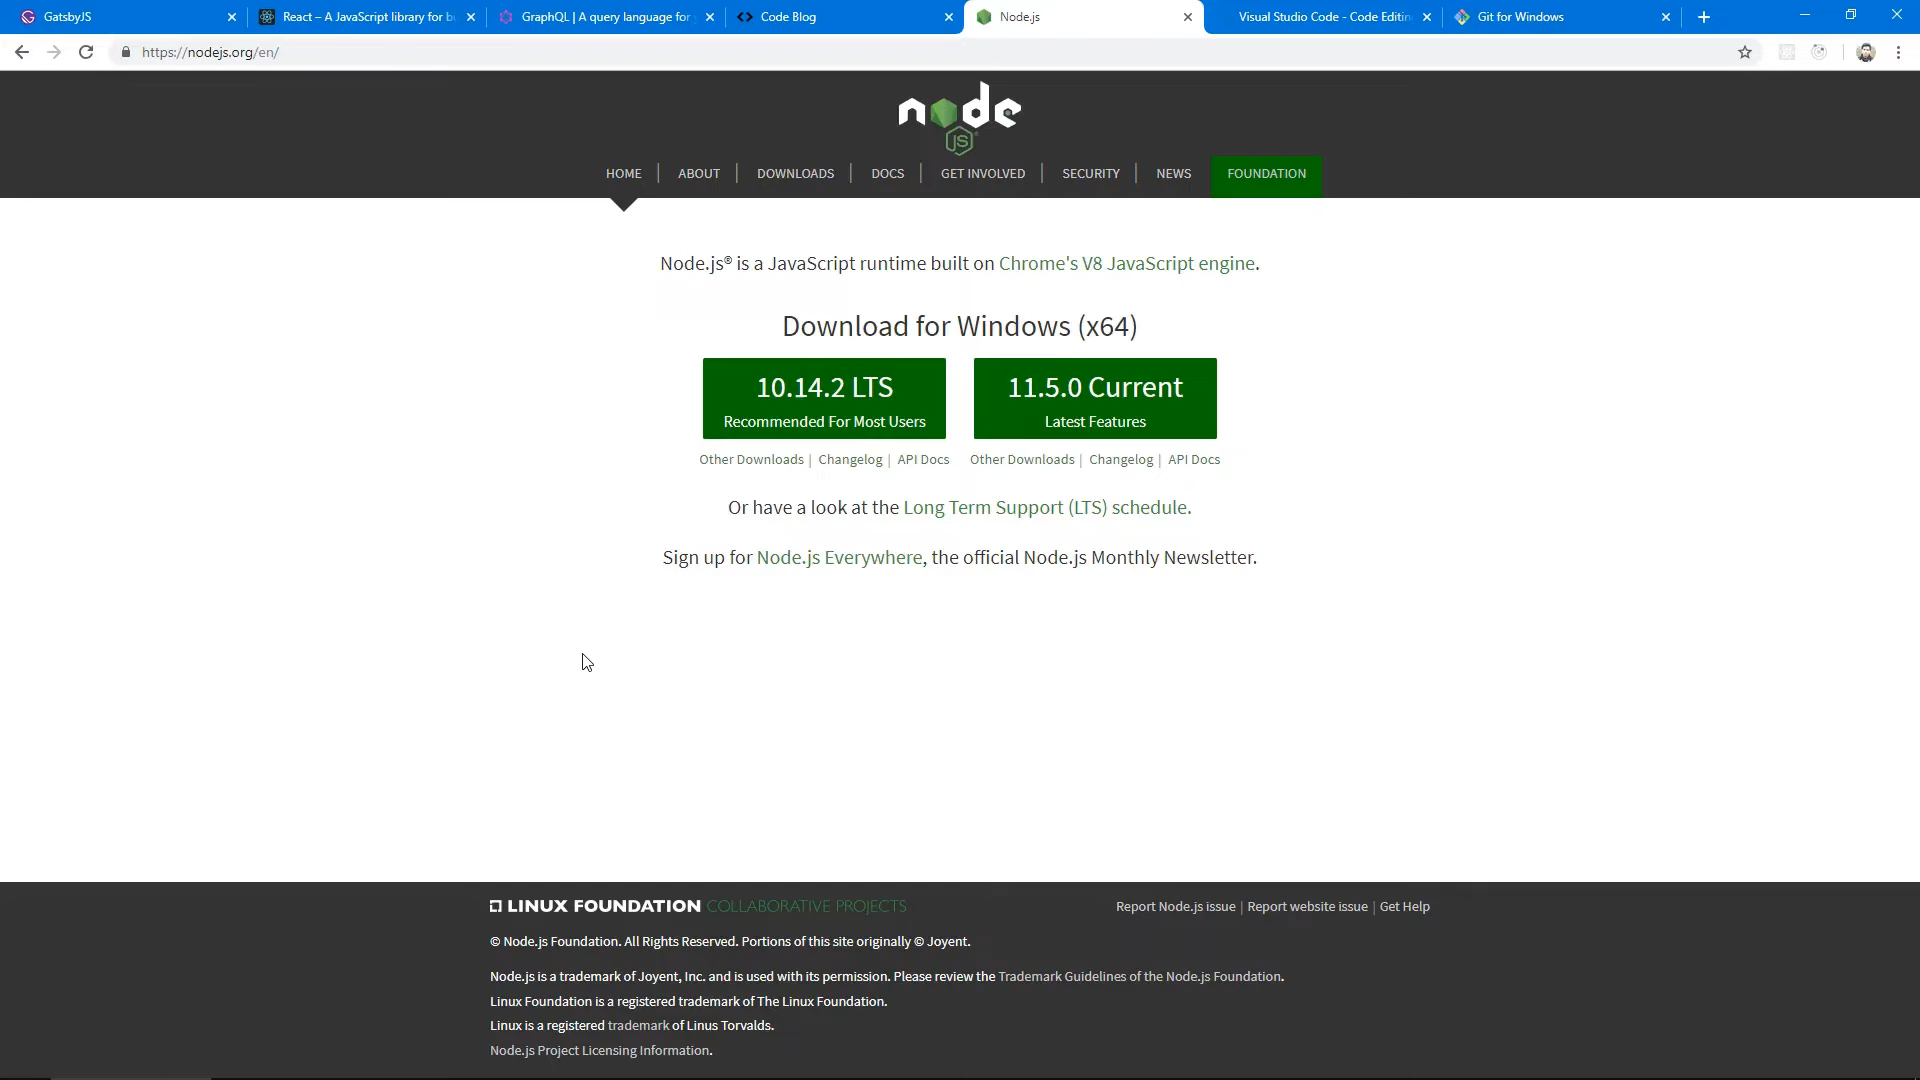 GatsbyJS
React – A JavaScript library for bu
GraphQL | A query language for
Code Blog
Node.js
Visual Studio Code - Code Editin
Git for Windows
https://nodejs.org/en/
node
JS
HOME | ABOUT | DOWNLOADS | DOCS | GET INVOLVED | SECURITY | NEWS FOUNDATION
Node.js® is a JavaScript runtime built on Chrome's V8 JavaScript engine.
Download for Windows (x64)
10.14.2 LTS
Recommended For Most Users
11.5.0 Current
Latest Features
Other Downloads | Changelog | API Docs
Other Downloads | Changelog | API Docs
Or have a look at the Long Term Support (LTS) schedule.
Sign up for Node.js Everywhere, the official Node.js Monthly Newsletter.
LINUX FOUNDATION COLLABORATIVE PROJECTS
Report Node.js issue | Report website issue | Get Help
© Node.js Foundation. All Rights Reserved. Portions of this site originally © Joyent.
Node.js is a trademark of Joyent, Inc. and is used with its permission. Please review the Trademark Guidelines of the Node.js Foundation.
Linux Foundation is a registered trademark of The Linux Foundation.
Linux is a registered trademark of Linus Torvalds.
Node.js Project Licensing Information.